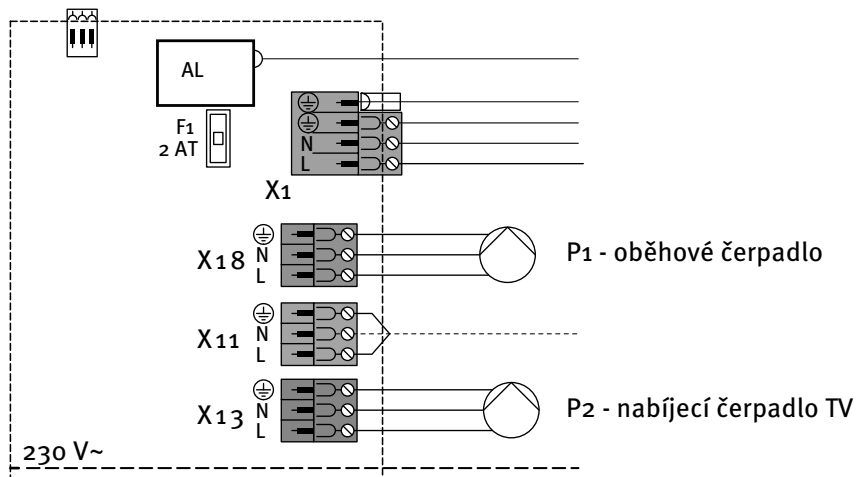 AL
F1
2 AT
N
L
X1
X18
N
L
P1 - oběhové čerpadlo
X11
N
L
X13
N
L
P2 - nabíjecí čerpadlo TV
230 V~